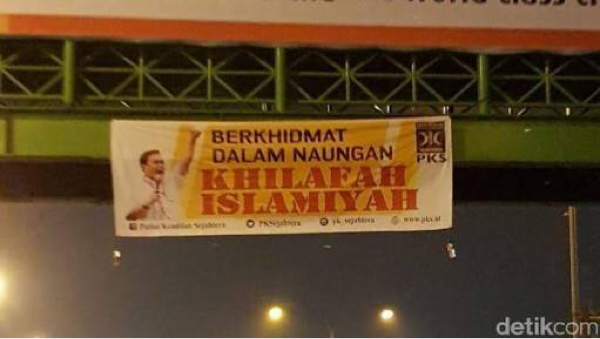 BERKHIDMAT
DALAM NAUNGAN
KHILAFAH
ISLAMIYAH
PKS
Partai Keadilan Sejahtera PKSejahtera pk_sejahtera www.pks.id
detikcom